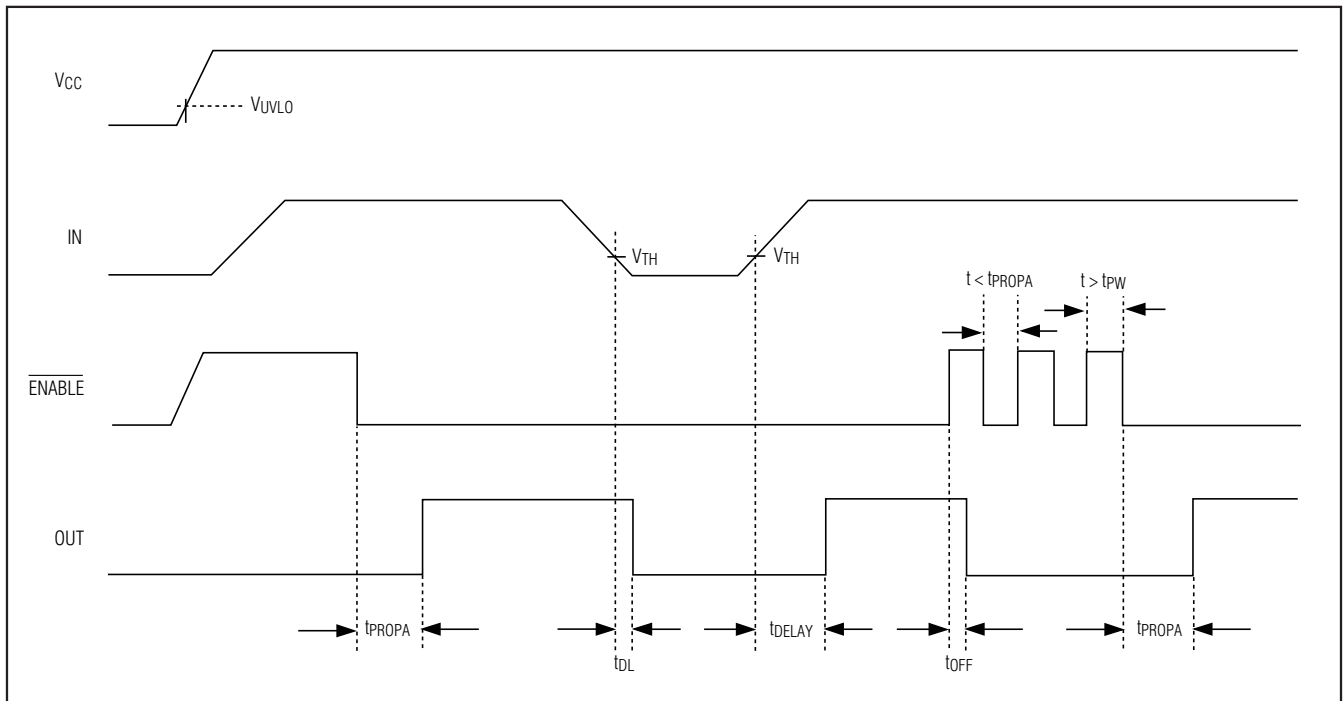 VCC
VUVLO
IN
VTH
VTH
t < tPROPA
t > tPW
ENABLE
OUT
tPROPA
tDL
tDELAY
tOFF
tPROPA